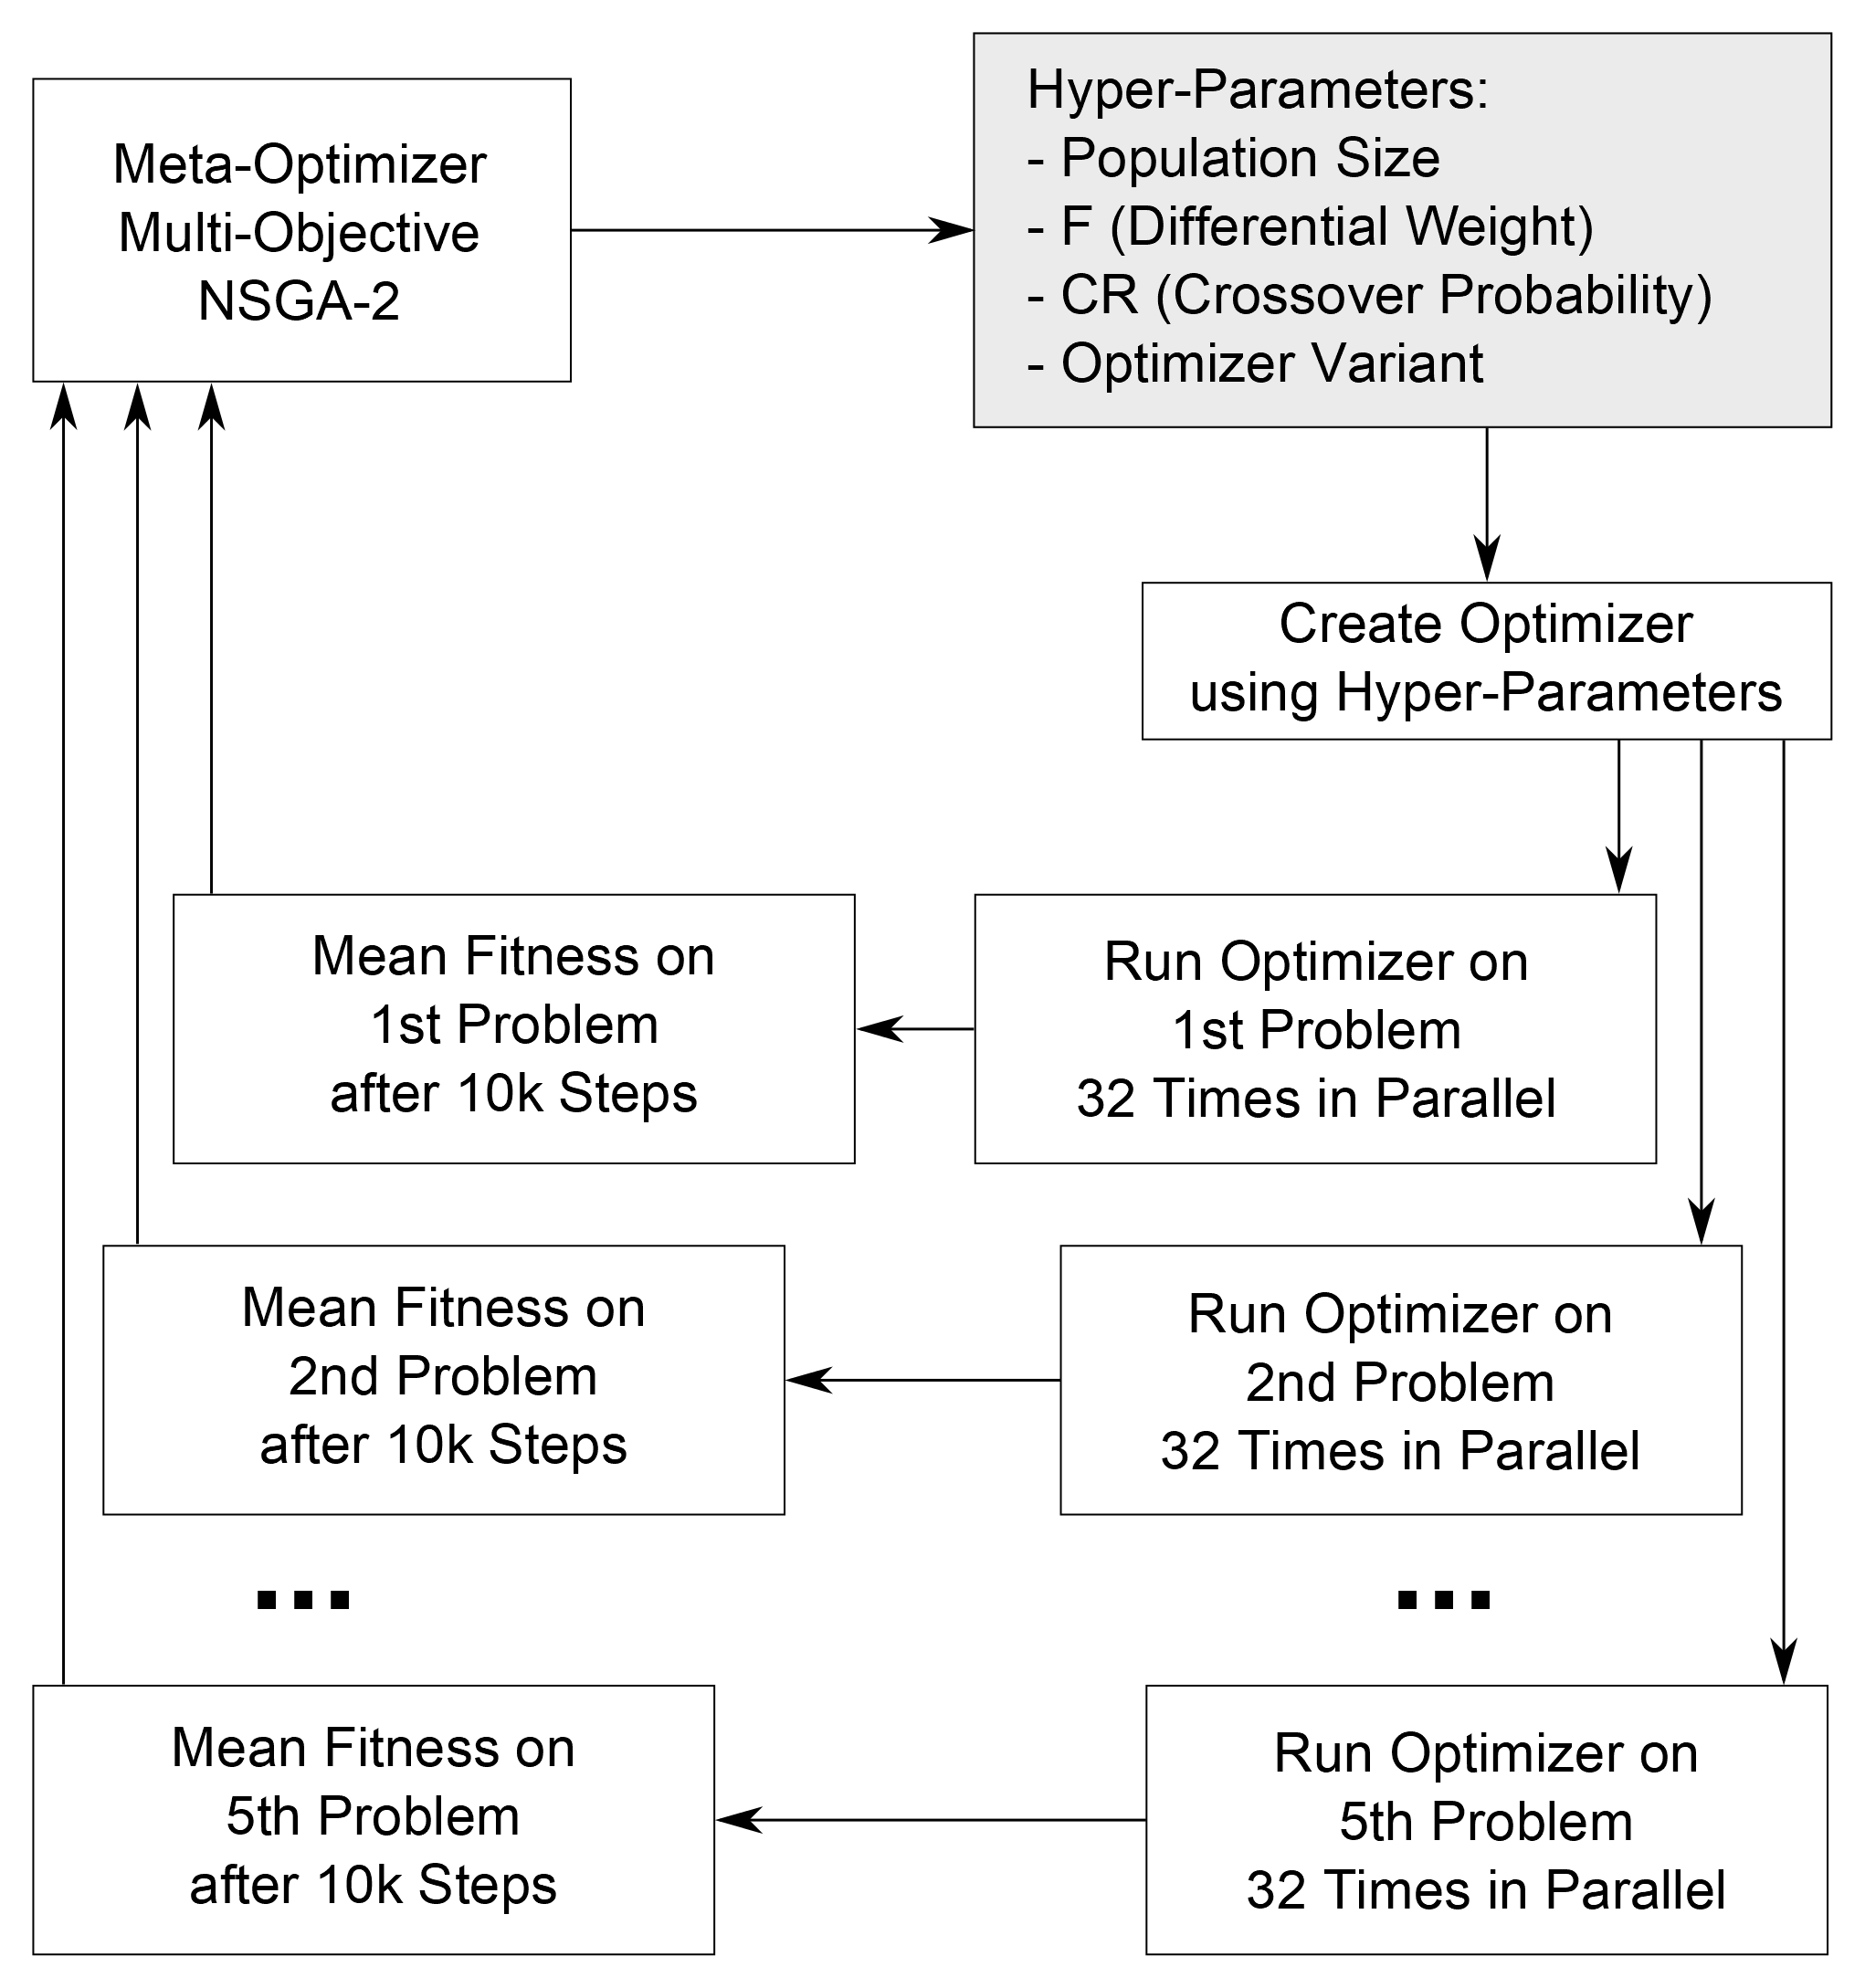 Meta-Optimizer
Multi-Objective
NSGA-2
Hyper-Parameters:
- Population Size
- F (Differential Weight)
- CR (Crossover Probability)
- Optimizer Variant
Create Optimizer
using Hyper-Parameters
Mean Fitness on
1st Problem
after 10k Steps
Run Optimizer on
1st Problem
32 Times in Parallel
Mean Fitness on
2nd Problem
after 10k Steps
Run Optimizer on
2nd Problem
32 Times in Parallel
...
...
Mean Fitness on
5th Problem
after 10k Steps
Run Optimizer on
5th Problem
32 Times in Parallel